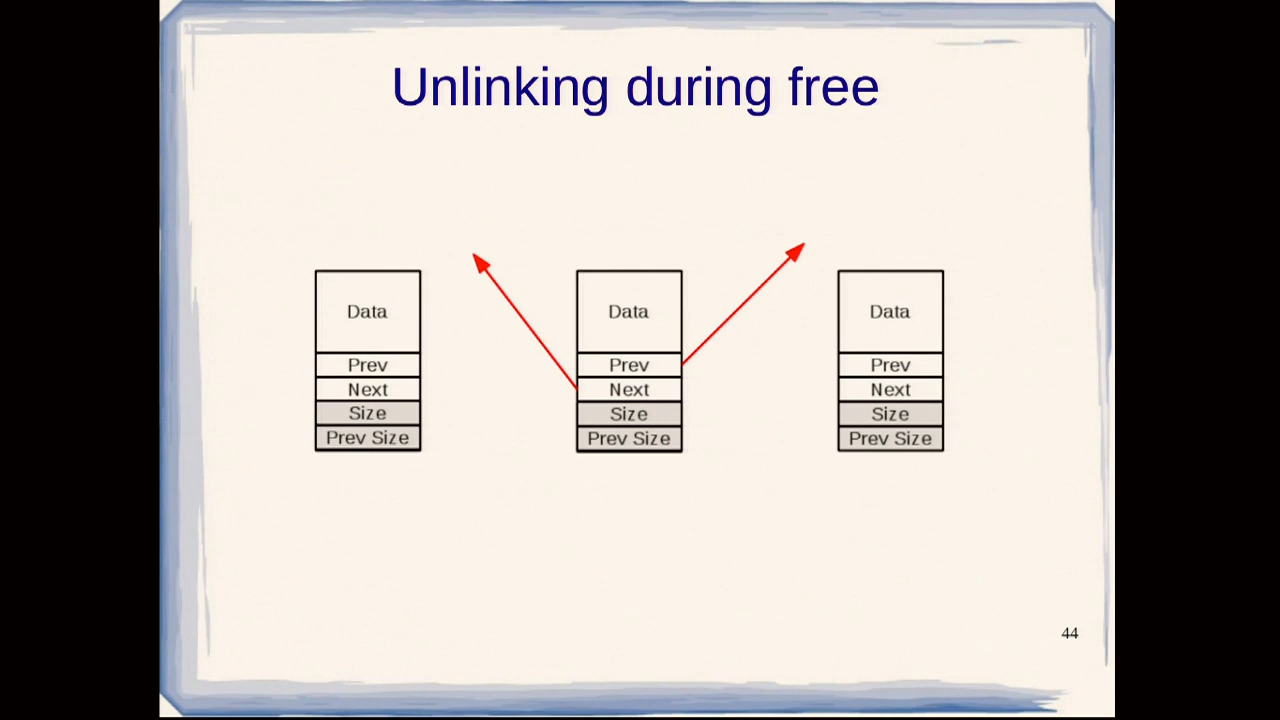 Unlinking during free
Data
Prev
Next
Size
Prev Size
Data
Prev
Next
Size
Prev Size
Data
Prev
Next
Size
Prev Size
44